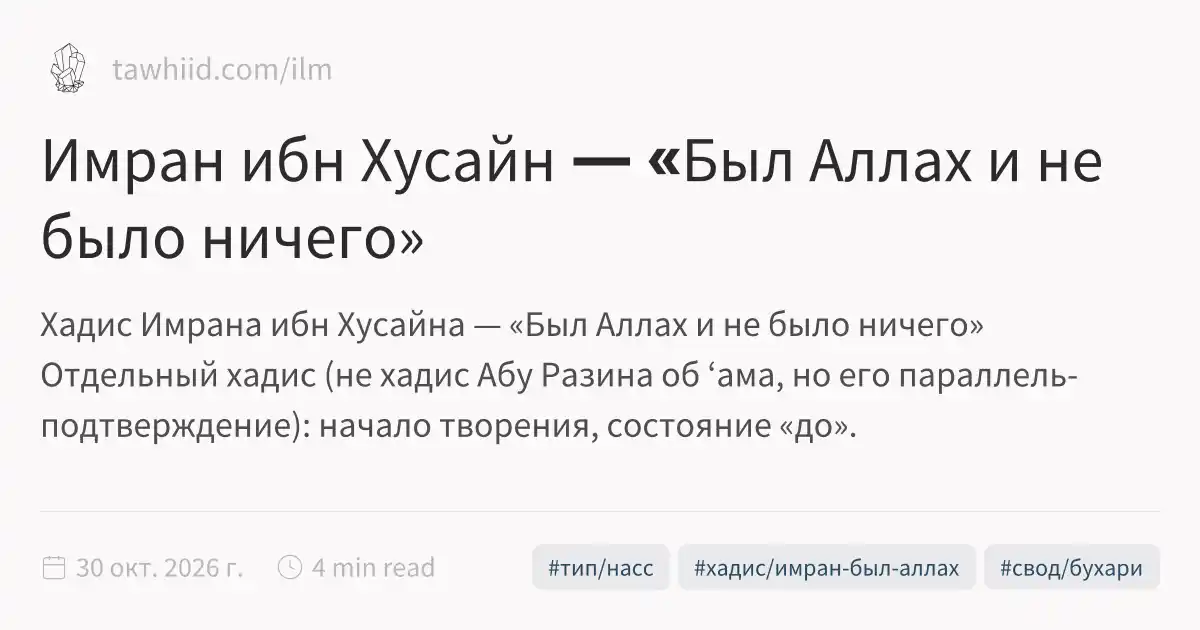 tawhiid.com/ilm
Имран ибн Хусайн — «Был Аллах и не
было ничего»
Хадис Имрана ибн Хусайна — «Был Аллах и не было ничего»
Отдельный хадис (не хадис Абу Разина об ‘ама, но его параллель-
подтверждение): начало творения, состояние «до».
30 окт. 2026 г. 4 min read #тип/насс #хадис/имран-был-аллах #свод/бухари